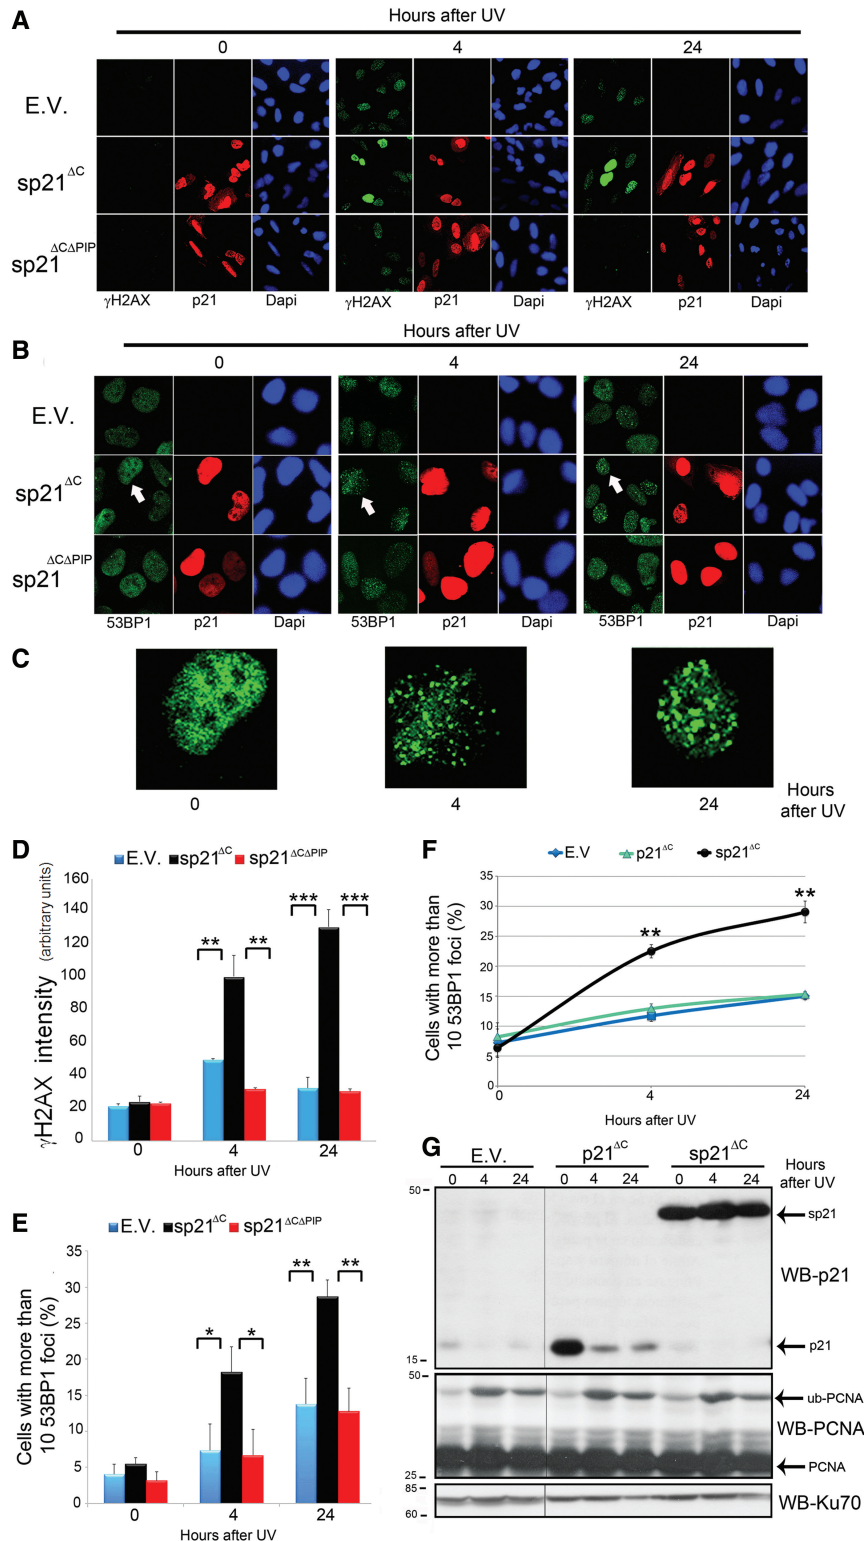 A
Hours after UV
0 4 24
E.V.
sp21ΔC
sp21ΔCΔPIP
γH2AX p21 Dapi γH2AX p21 Dapi γH2AX p21 Dapi
B
Hours after UV
0 4 24
E.V.
sp21ΔC
sp21ΔCΔPIP
53BP1 p21 Dapi 53BP1 p21 Dapi 53BP1 p21 Dapi
C
0 4 24
Hours
after UV
D
E.V. sp21ΔC sp21ΔCΔPIP
γH2AX intensity (arbitrary units)
160
140
120
100
80
60
40
20
0
** ** *** ***
0 4 24
Hours after UV
E
E.V. sp21ΔC sp21ΔCΔPIP
Cells with more than
10 53BP1 foci (%)
35
30
25
20
15
10
5
0
* * ** **
0 4 24
Hours after UV
F
E.V p21ΔC sp21ΔC
Cells with more than
10 53BP1 foci (%)
35
30
25
20
15
10
5
0
** **
0 4 24
Hours after UV
G
E.V. p21ΔC sp21ΔC
0 4 24 0 4 24 0 4 24
Hours
after UV
50
sp21
WB-p21
p21
15
50
ub-PCNA
WB-PCNA
PCNA
25
85
WB-Ku70
60